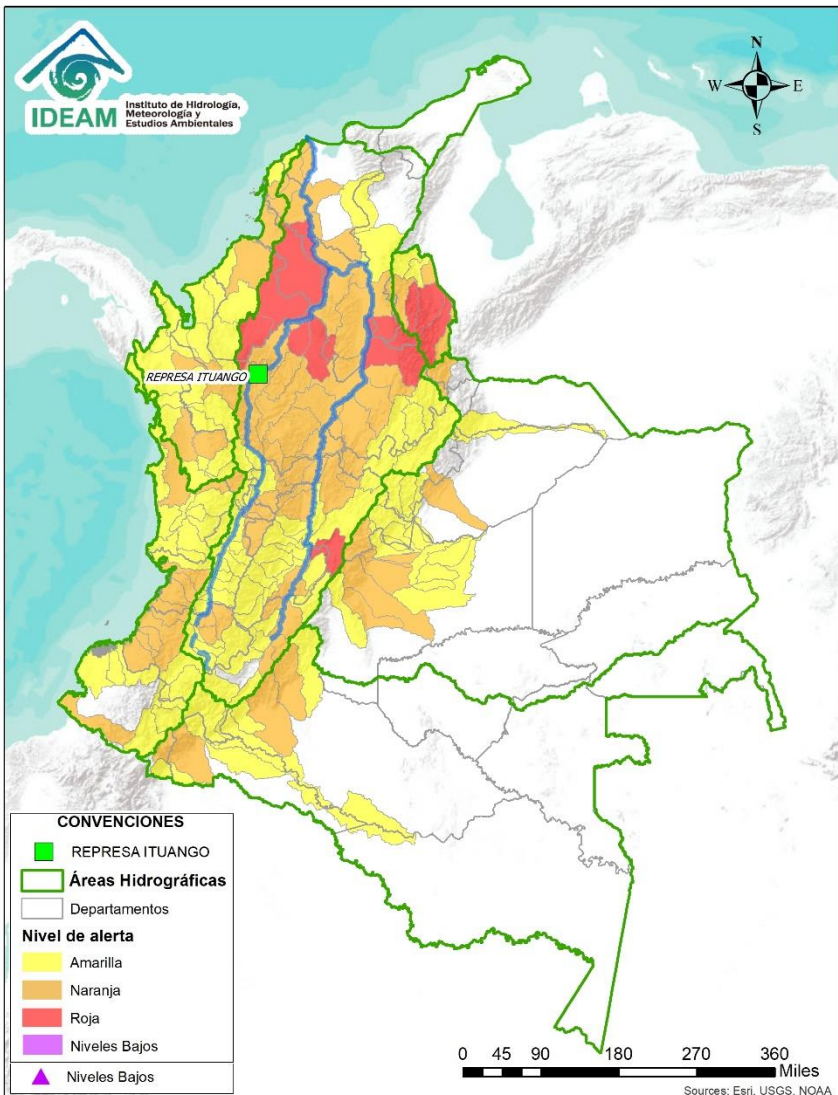 IDEAM
Instituto de Hidrología,
Meteorología y
Estudios Ambientales
N
W
E
S
REPRESA ITUANGO
CONVENCIONES
REPRESA ITUANGO
Áreas Hidrográficas
Departamentos
Nivel de alerta
Amarilla
Naranja
Roja
Niveles Bajos
Niveles Bajos
0 45 90 180 270 360
Miles
Sources: Esri, USGS, NOAA